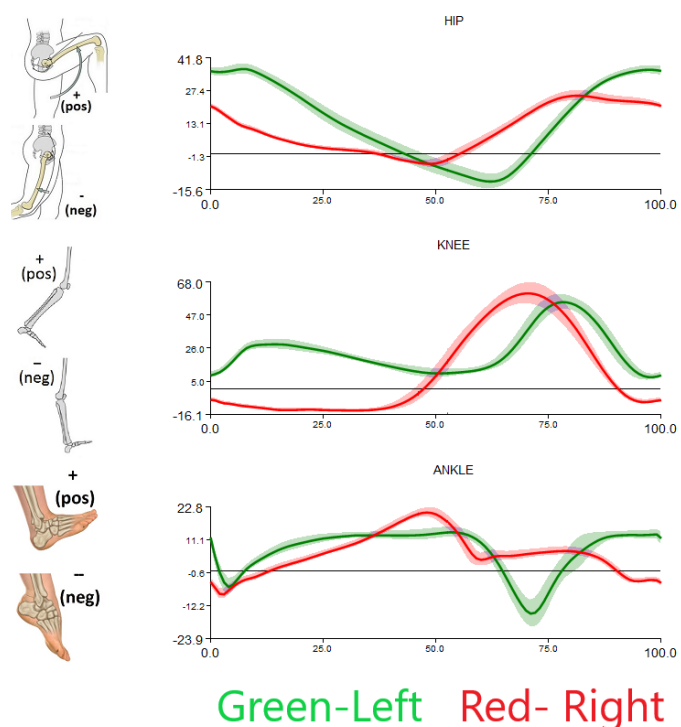 HIP
+
(pos)
-
(neg)
41.8
27.4
13.1
-1.3
-15.6
0.0 25.0 50.0 75.0 100.0
KNEE
+
(pos)
–
(neg)
68.0
47.0
26.0
5.0
-16.1
0.0 25.0 50.0 75.0 100.0
ANKLE
+
(pos)
–
(neg)
22.8
11.1
-0.6
-12.2
-23.9
0.0 25.0 50.0 75.0 100.0
Green-Left Red- Right